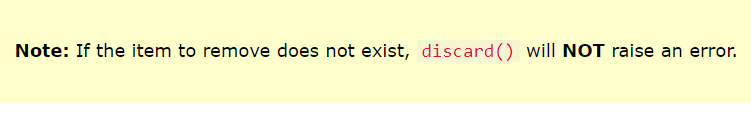 Note: If the item to remove does not exist, discard() will NOT raise an error.